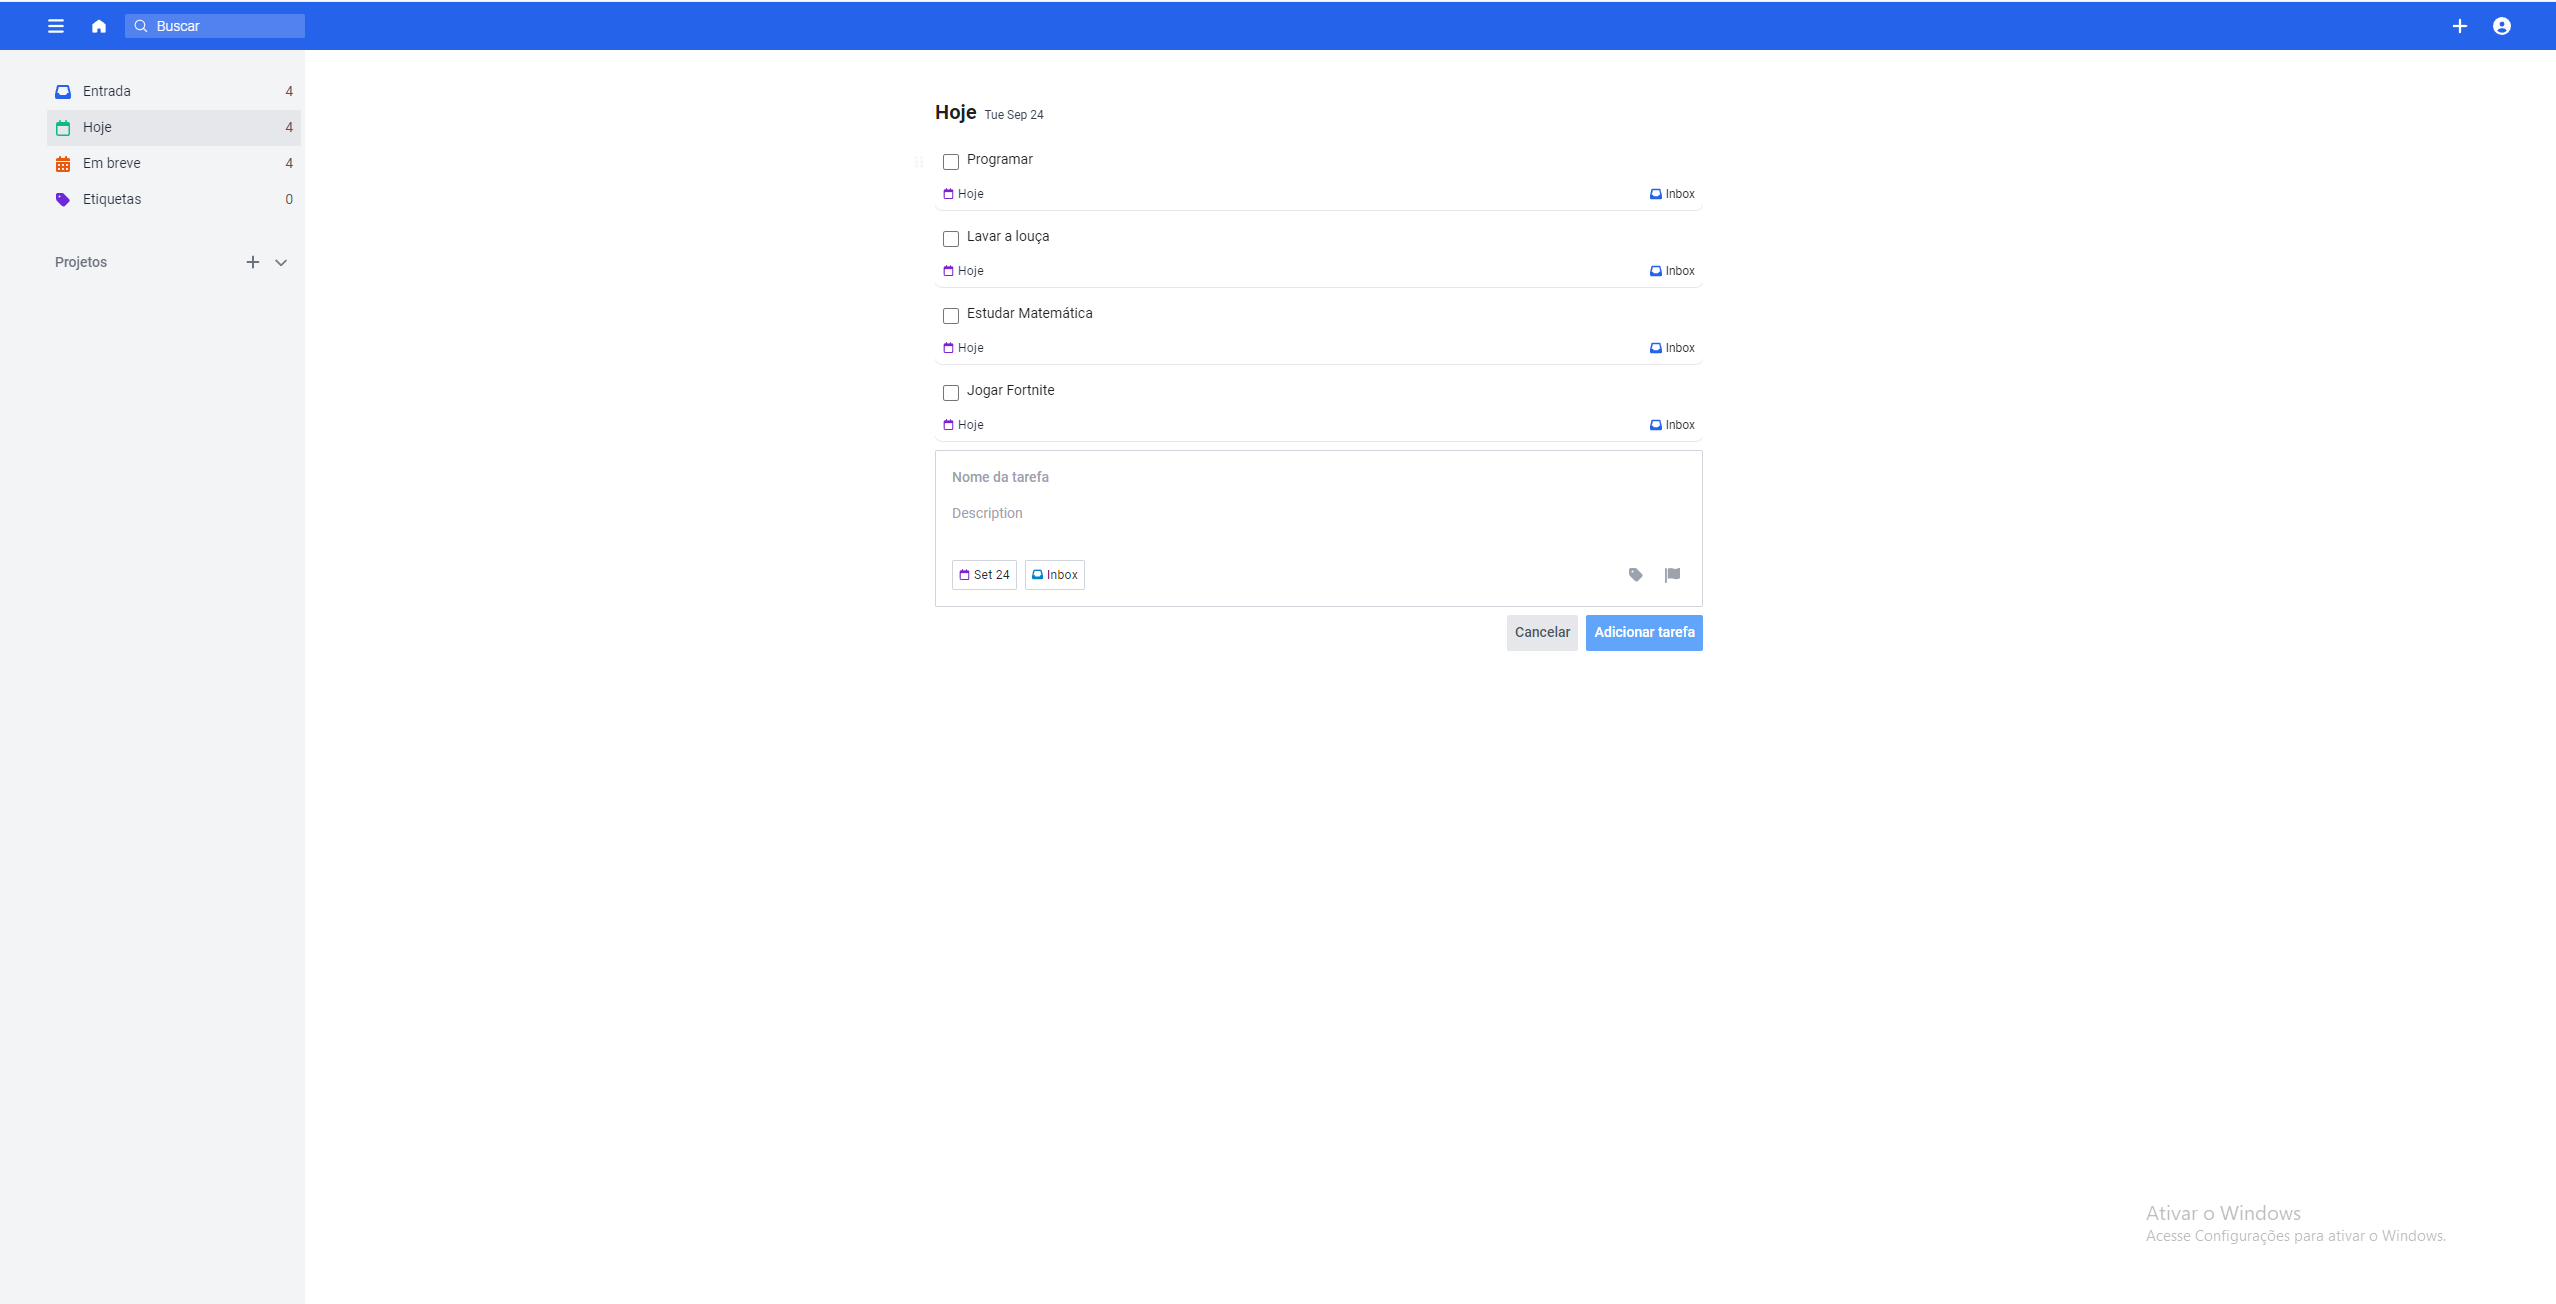 Buscar
Entrada 4
Hoje 4
Em breve 4
Etiquetas 0
Projetos
Hoje Tue Sep 24
Programar
Hoje Inbox
Lavar a louça
Hoje Inbox
Estudar Matemática
Hoje Inbox
Jogar Fortnite
Hoje Inbox
Nome da tarefa
Description
Set 24 Inbox
Cancelar Adicionar tarefa
Ativar o Windows
Acesse Configurações para ativar o Windows.